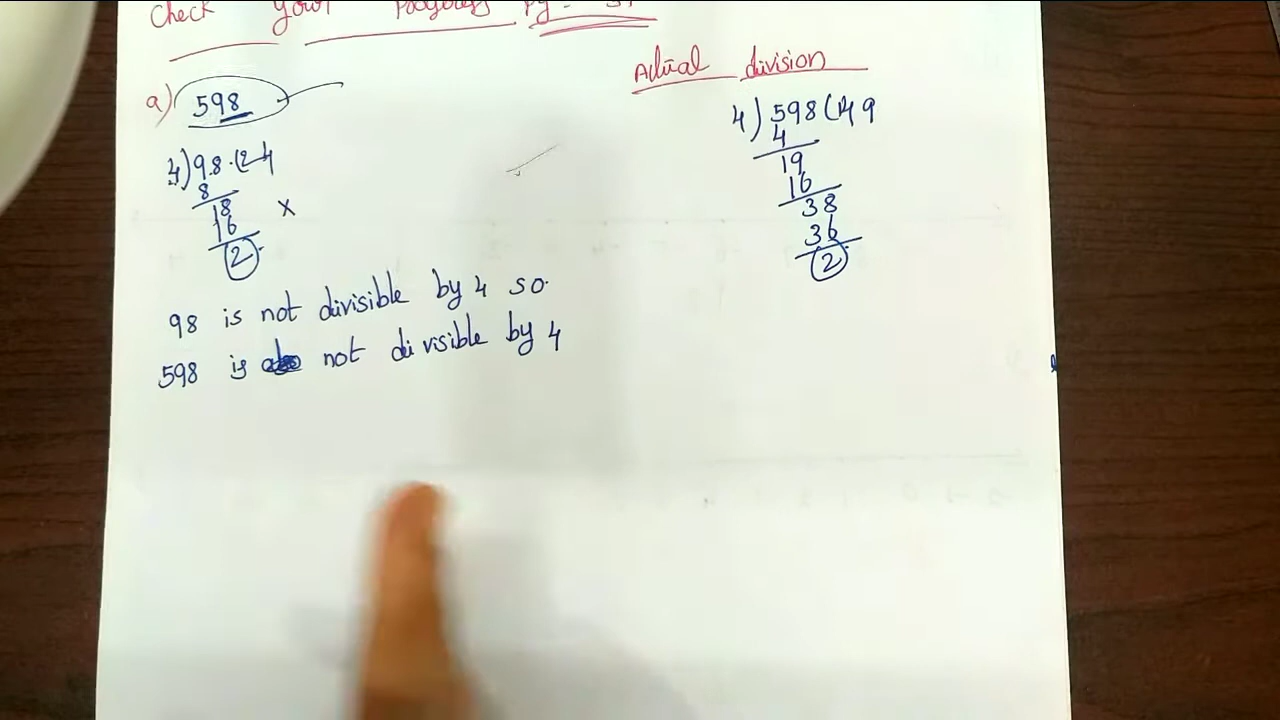 Check Your Progress Pg -
a) 598
4) 98 (24
8
18
16
2
x
98 is not divisible by 4 so.
598 is not divisible by 4
Actual division
4) 598 (149
4
19
16
38
36
2